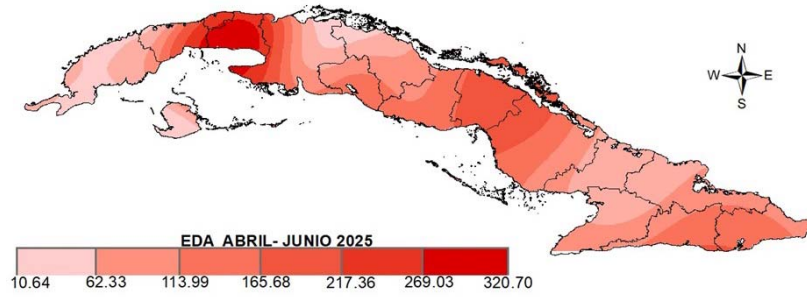 N
W E
S
EDA ABRIL- JUNIO 2025
10.64 62.33 113.99 165.68 217.36 269.03 320.70